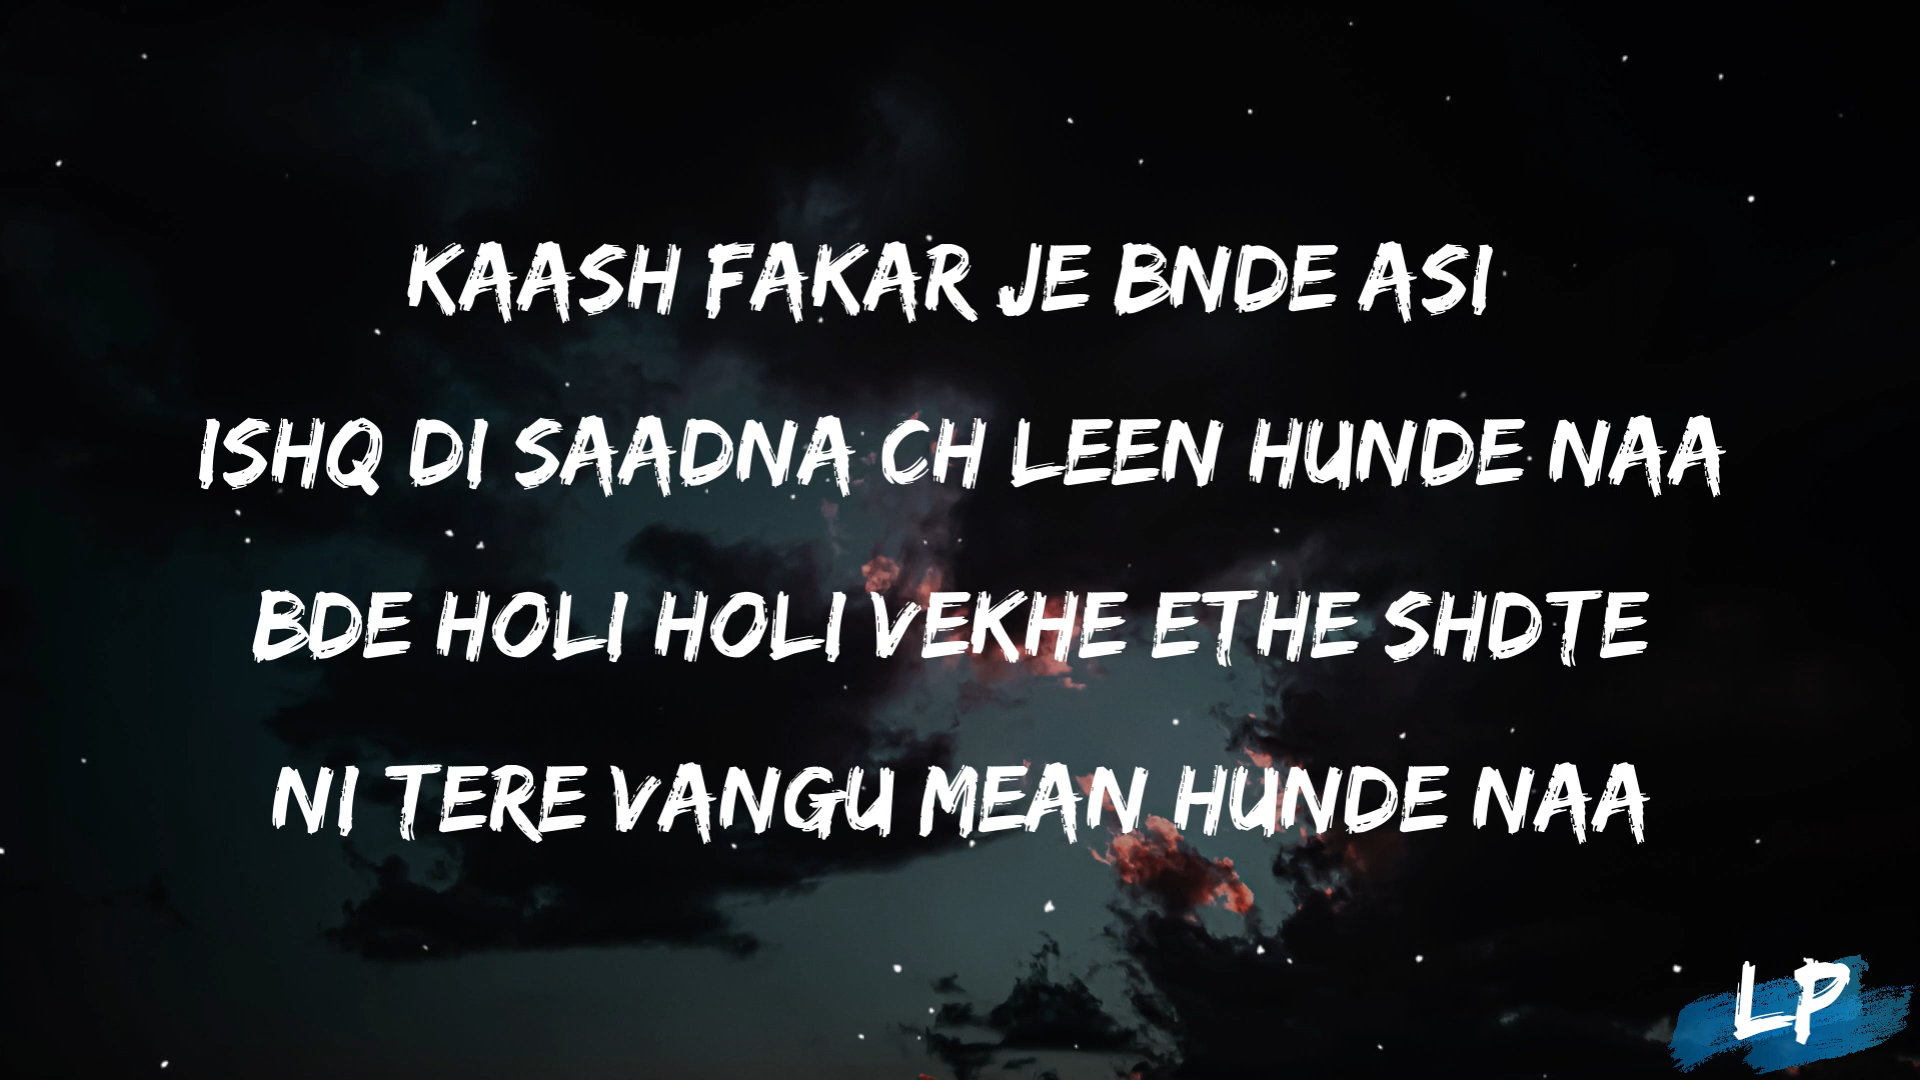 KAASH FAKAR JE BNDE ASI
ISHQ DI SAADNA CH LEEN HUNDE NAA
BDE HOLI HOLI VEKHE ETHE SHDTE
NI TERE VANGU MEAN HUNDE NAA
LP